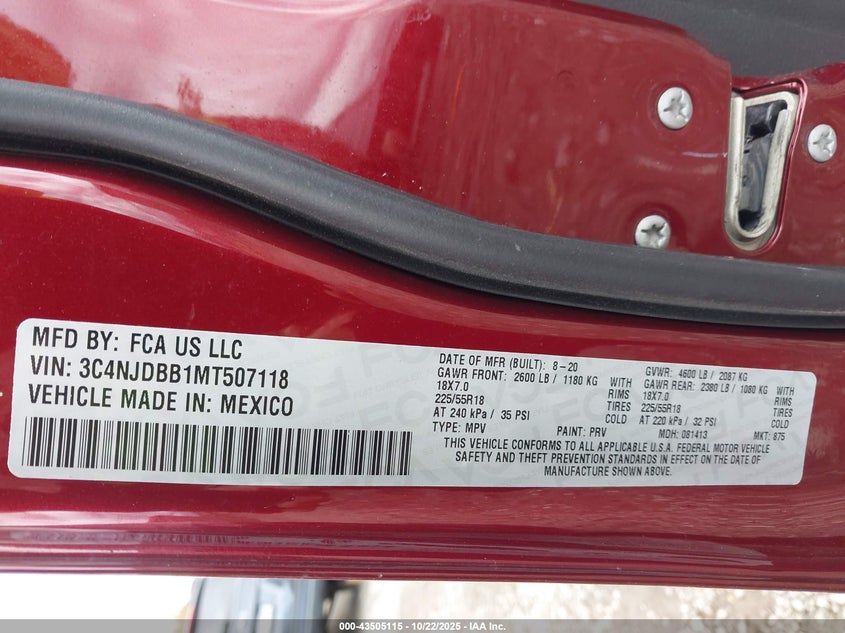 MFD BY: FCA US LLC
VIN: 3C4NJDBB1MT507118
VEHICLE MADE IN: MEXICO
DATE OF MFR (BUILT): 8-20
GAWR FRONT: 2600 LB / 1180 KG
18X7.0 RIMS
225/55R18 TIRES
AT 240 kPa / 35 PSI COLD
TYPE: MPV
GVWR: 4600 LB / 2087 KG
GAWR REAR: 2380 LB / 1080 KG
18X7.0 RIMS
225/55R18 TIRES
AT 220 kPa / 32 PSI COLD
PAINT: PRV MDH: 081413 MKT: 875
THIS VEHICLE CONFORMS TO ALL APPLICABLE U.S.A. FEDERAL MOTOR VEHICLE
SAFETY AND THEFT PREVENTION STANDARDS IN EFFECT ON THE DATE OF
MANUFACTURE SHOWN ABOVE.
000-43505115 - 10/22/2025 - © IAA Inc.